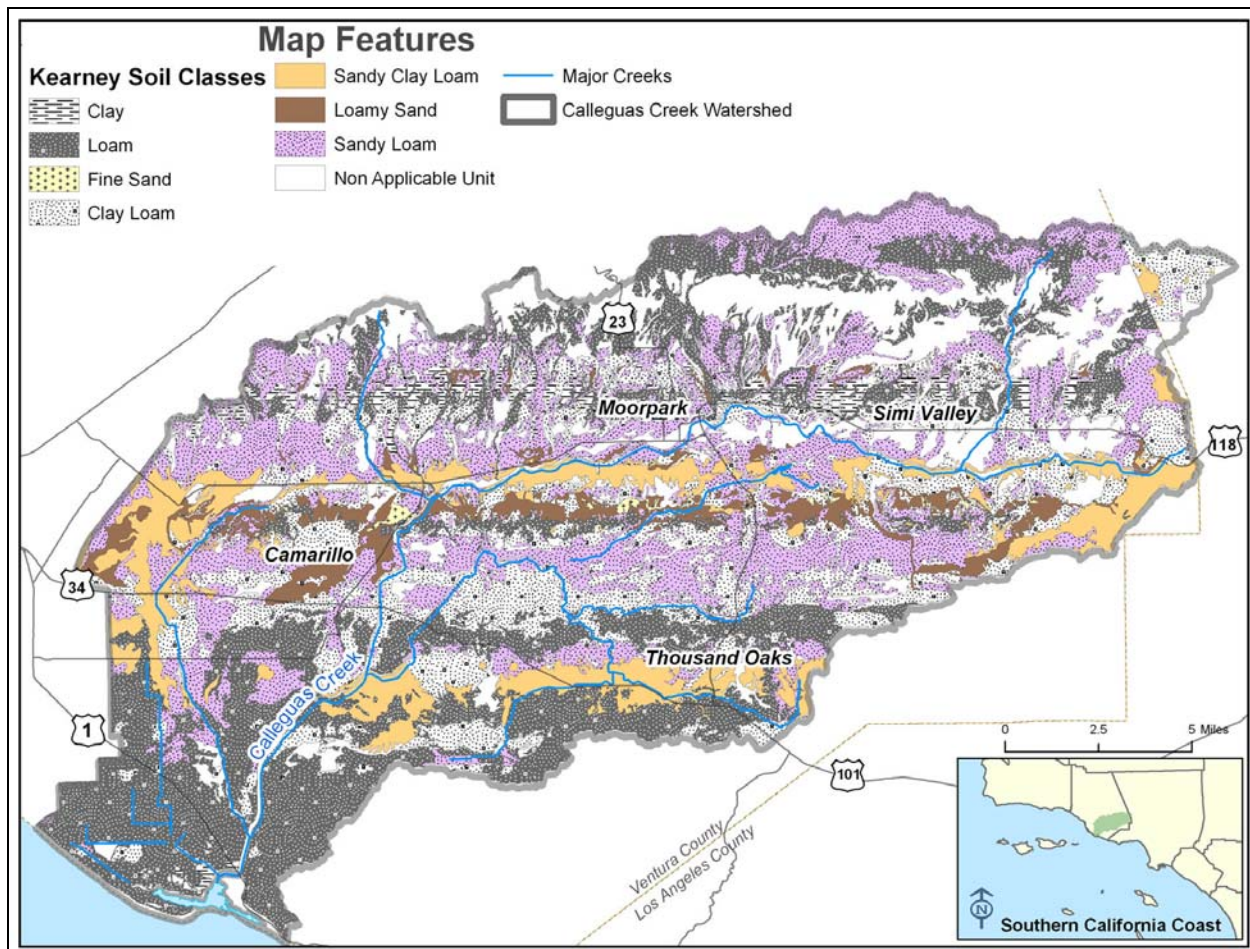 Map Features
Kearney Soil Classes
Clay
Loam
Fine Sand
Clay Loam
Sandy Clay Loam
Loamy Sand
Sandy Loam
Non Applicable Unit
Major Creeks
Calleguas Creek Watershed
23
Moorpark
Simi Valley
118
Camarillo
34
Thousand Oaks
Calleguas Creek
1
101
0 2.5 5 Miles
Ventura County
Los Angeles County
N
Southern California Coast